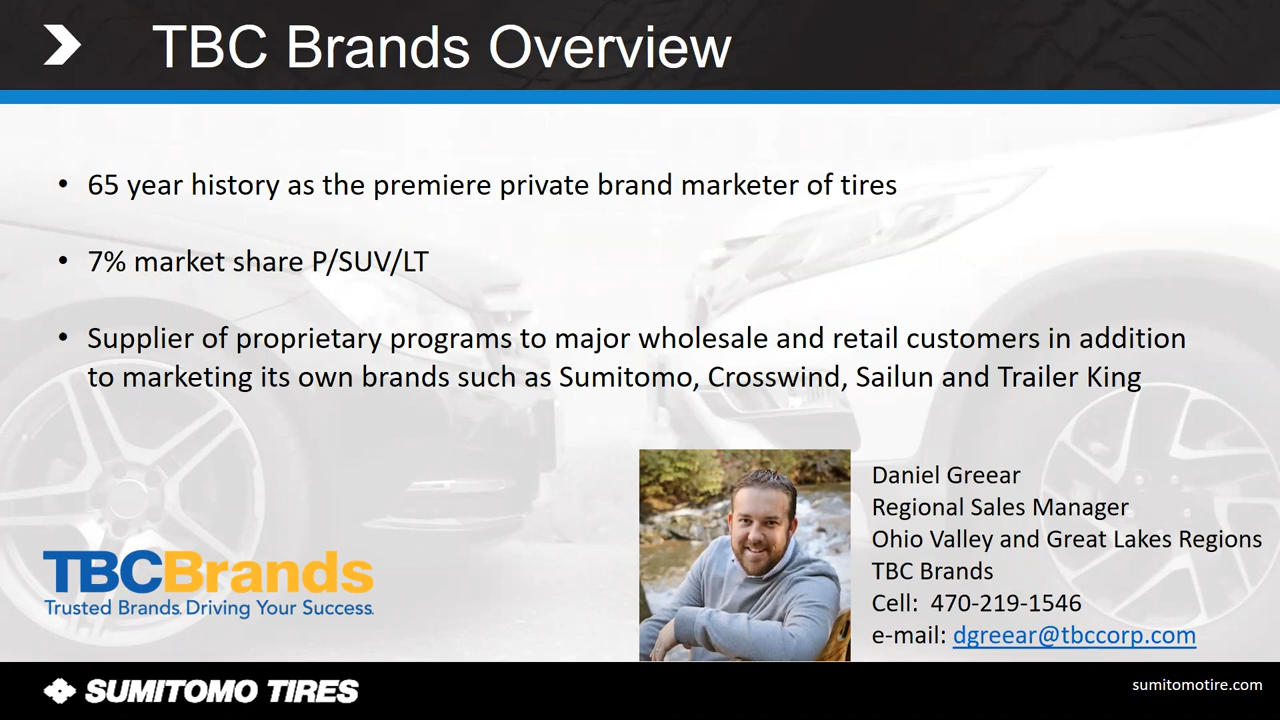 TBC Brands Overview
• 65 year history as the premiere private brand marketer of tires
• 7% market share P/SUV/LT
• Supplier of proprietary programs to major wholesale and retail customers in addition
to marketing its own brands such as Sumitomo, Crosswind, Sailun and Trailer King
Daniel Greear
Regional Sales Manager
Ohio Valley and Great Lakes Regions
TBC Brands
Cell: 470-219-1546
e-mail: dgreear@tbccorp.com
TBCBrands
Trusted Brands. Driving Your Success.
SUMITOMO TIRES
sumitomotire.com